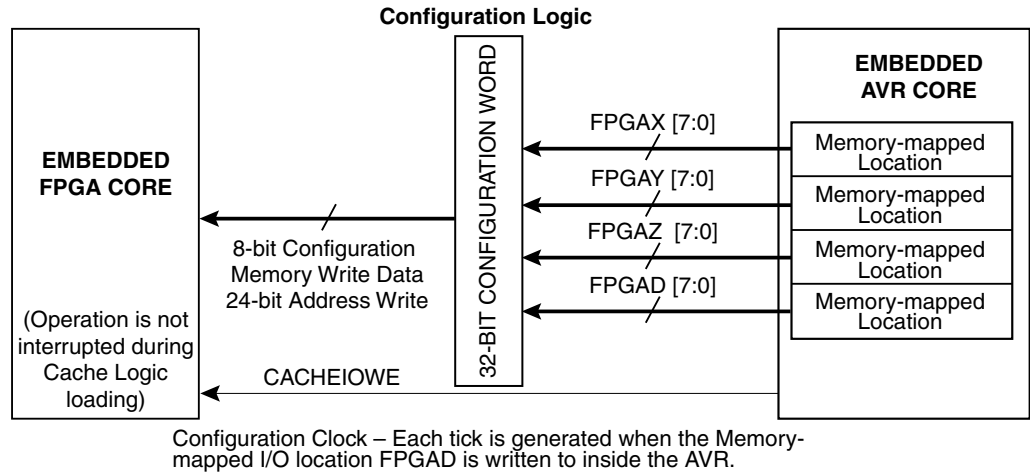 Configuration Logic
EMBEDDED
FPGA CORE
(Operation is not
interrupted during
Cache Logic
loading)
8-bit Configuration
Memory Write Data
24-bit Address Write
CACHEIOWE
32-BIT CONFIGURATION WORD
FPGAX [7:0]
FPGAY [7:0]
FPGAZ [7:0]
FPGAD [7:0]
EMBEDDED
AVR CORE
Memory-mapped
Location
Memory-mapped
Location
Memory-mapped
Location
Memory-mapped
Location
Configuration Clock – Each tick is generated when the Memory-
mapped I/O location FPGAD is written to inside the AVR.